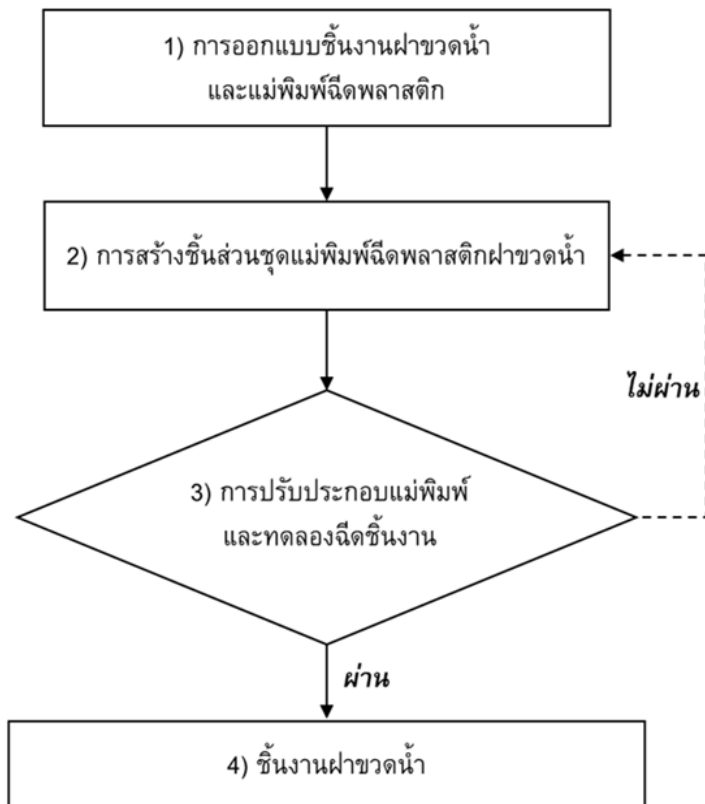 1) การออกแบบชิ้นงานฝาขวดน้ำ
และแม่พิมพ์ฉีดพลาสติก
2) การสร้างชิ้นส่วนชุดแม่พิมพ์ฉีดพลาสติกฝาขวดน้ำ
ไม่ผ่าน
3) การปรับประกอบแม่พิมพ์
และทดลองฉีดชิ้นงาน
ผ่าน
4) ชิ้นงานฝาขวดน้ำ